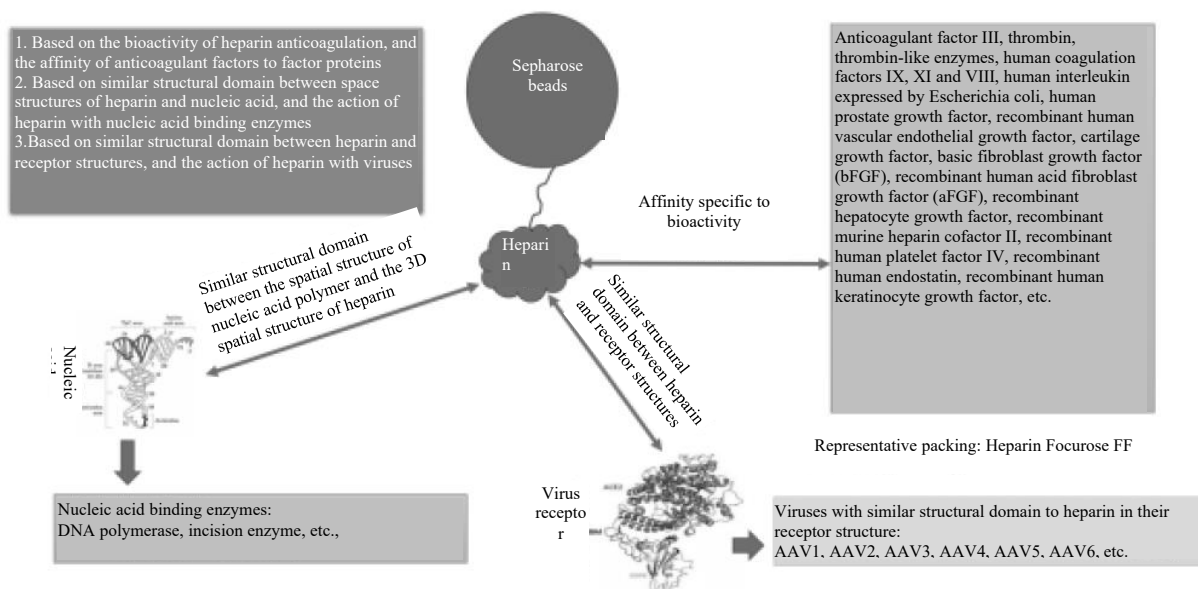 1. Based on the bioactivity of heparin anticoagulation, and
the affinity of anticoagulant factors to factor proteins
2. Based on similar structural domain between space
structures of heparin and nucleic acid, and the action of
heparin with nucleic acid binding enzymes
3.Based on similar structural domain between heparin and
receptor structures, and the action of heparin with viruses
Sepharose
beads
Anticoagulant factor III, thrombin,
thrombin-like enzymes, human coagulation
factors IX, XI and VIII, human interleukin
expressed by Escherichia coli, human
prostate growth factor, recombinant human
vascular endothelial growth factor, cartilage
growth factor, basic fibroblast growth factor
(bFGF), recombinant human acid fibroblast
growth factor (aFGF), recombinant
hepatocyte growth factor, recombinant
murine heparin cofactor II, recombinant
human platelet factor IV, recombinant
human endostatin, recombinant human
keratinocyte growth factor, etc.
Affinity specific to
bioactivity
Hepari
n
Similar structural domain
between the spatial structure of
nucleic acid polymer and the 3D
spatial structure of heparin
Similar structural
domain between heparin
and receptor structures
Nucleic
Representative packing: Heparin Focurose FF
Nucleic acid binding enzymes:
DNA polymerase, incision enzyme, etc.,
Virus
recepto
r
Viruses with similar structural domain to heparin in their
receptor structure:
AAV1, AAV2, AAV3, AAV4, AAV5, AAV6, etc.